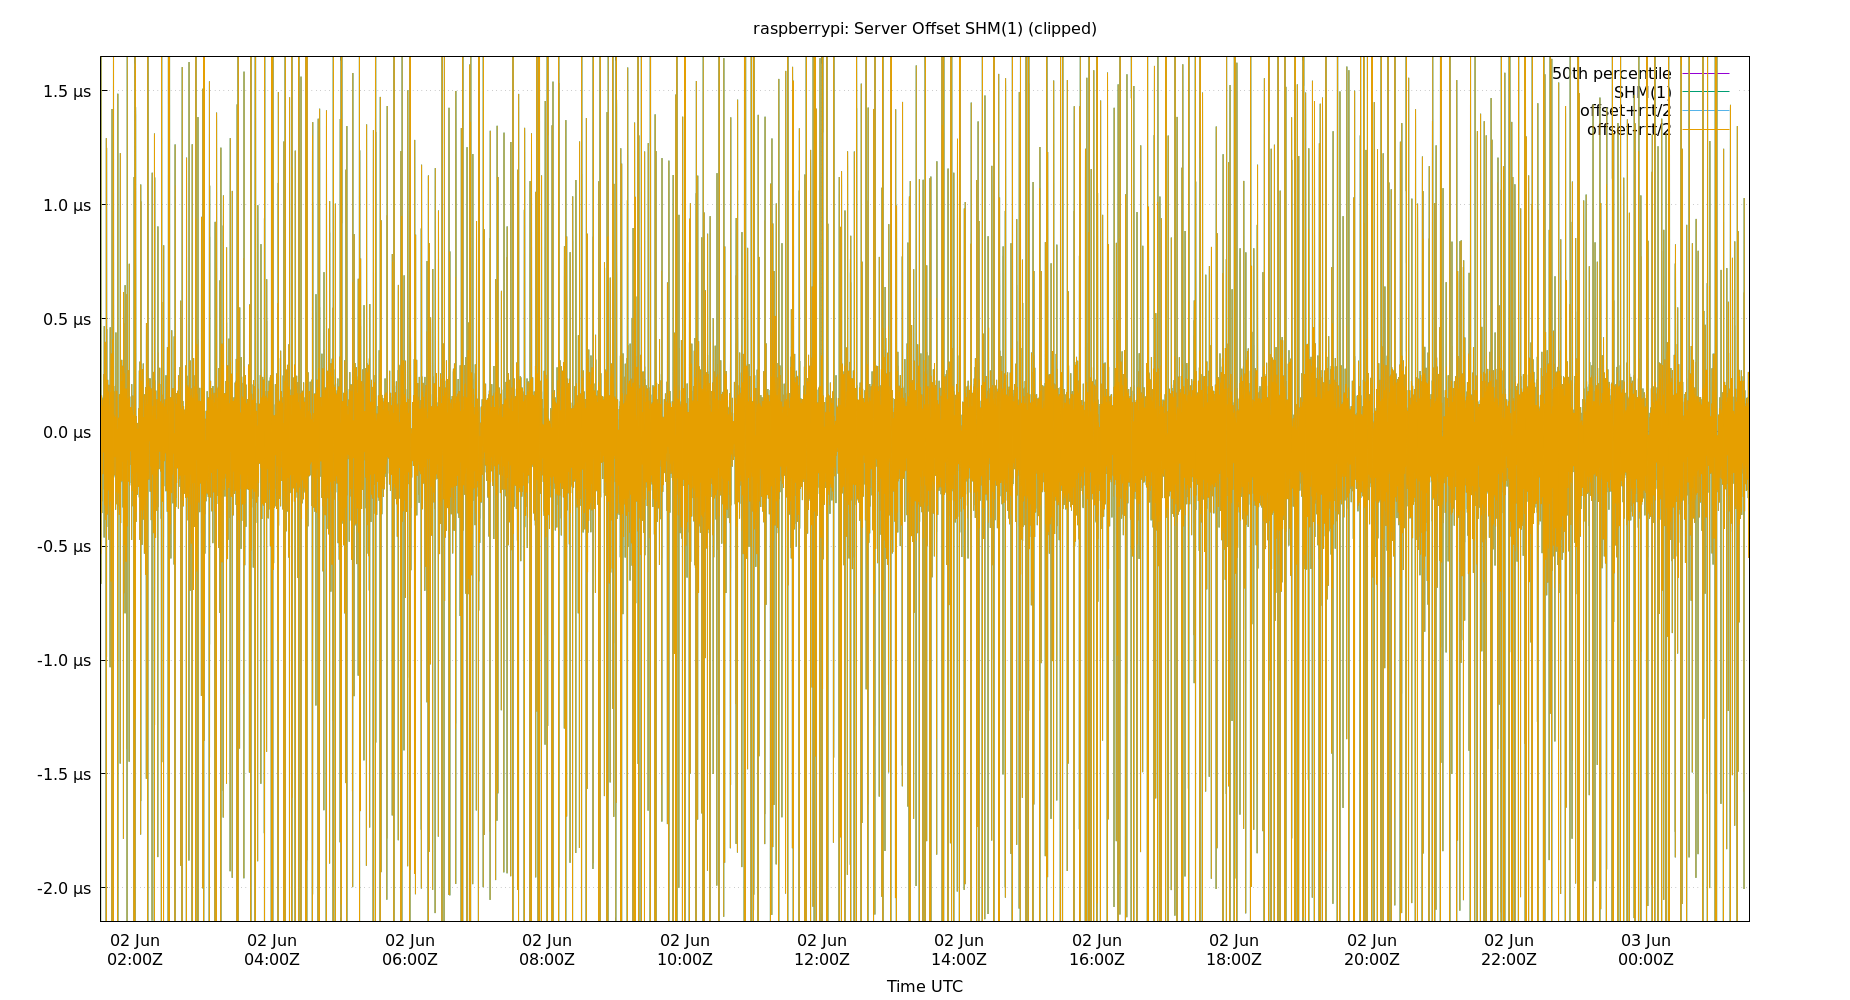 raspberrypi: Server Offset SHM(1) (clipped)
50th percentile
SHM(1)
offset+rtt/2
offset-rtt/2
1.5 µs
1.0 µs
0.5 µs
0.0 µs
-0.5 µs
-1.0 µs
-1.5 µs
-2.0 µs
02 Jun 02 Jun 02 Jun 02 Jun 02 Jun 02 Jun 02 Jun 02 Jun 02 Jun 02 Jun 02 Jun 03 Jun
02:00Z 04:00Z 06:00Z 08:00Z 10:00Z 12:00Z 14:00Z 16:00Z 18:00Z 20:00Z 22:00Z 00:00Z
Time UTC